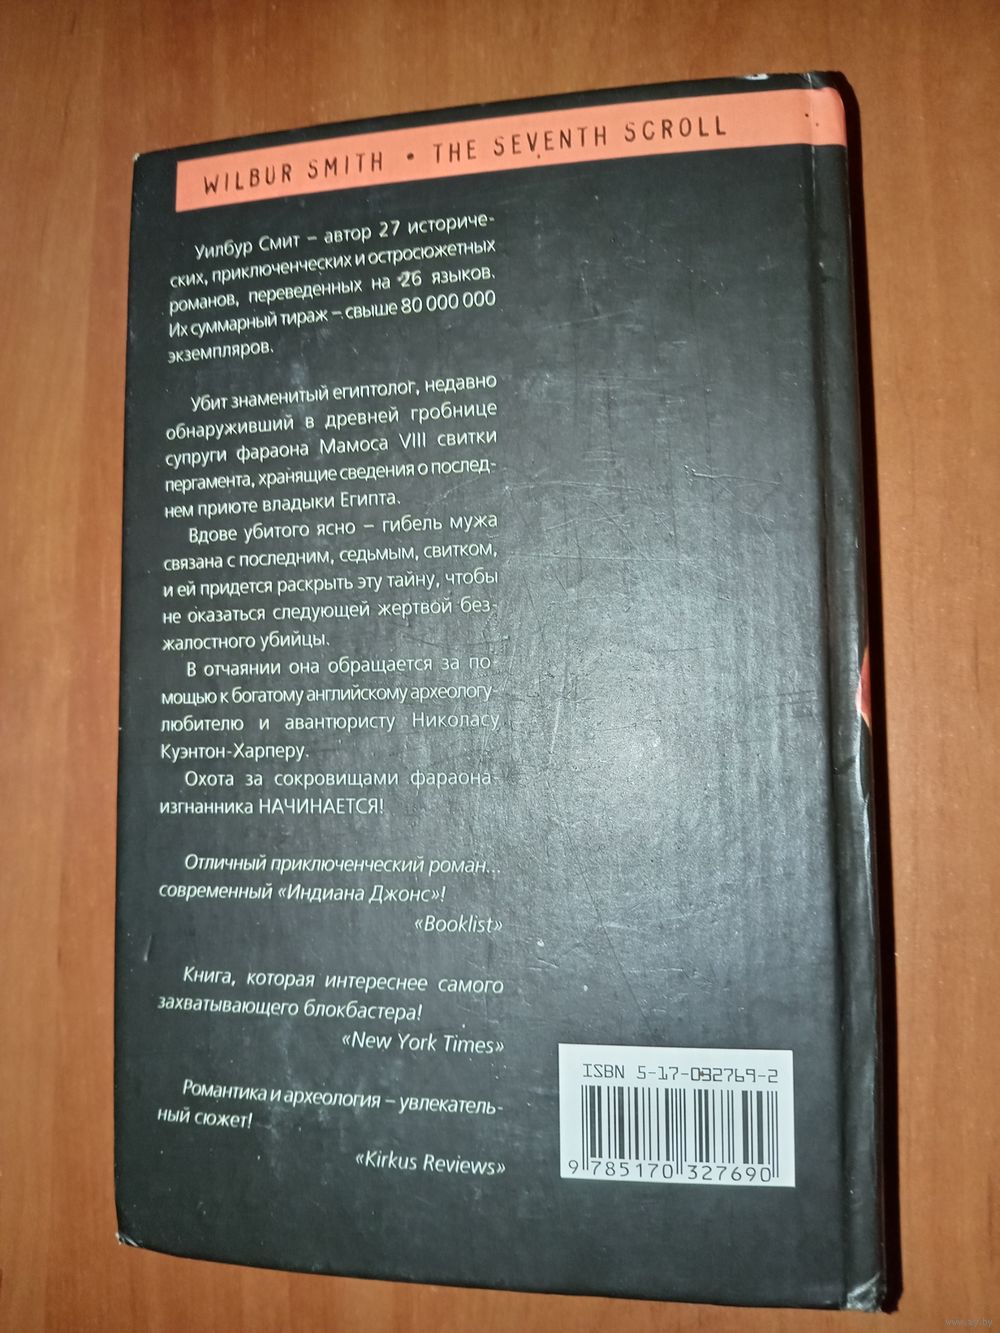 WILBUR SMITH • THE SEVENTH SCROLL
Уилбур Смит – автор 27 историче-
ских, приключенческих и остросюжетных
романов, переведенных на 26 языков.
Их суммарный тираж – свыше 80 000 000
экземпляров.
Убит знаменитый египтолог, недавно
обнаруживший в древней гробнице
супруги фараона Мамоса VIII свитки
пергамента, хранящие сведения о послед-
нем приюте владыки Египта.
Вдове убитого ясно – гибель мужа
связана с последним, седьмым, свитком,
и ей придется раскрыть эту тайну, чтобы
не оказаться следующей жертвой без-
жалостного убийцы.
В отчаянии она обращается за по-
мощью к богатому английскому археологу-
любителю и авантюристу Николасу
Куэнтон-Харперу.
Охота за сокровищами фараона-
изгнанника НАЧИНАЕТСЯ!
Отличный приключенческий роман...
современный «Индиана Джонс»!
«Booklist»
Книга, которая интереснее самого
захватывающего блокбастера!
«New York Times»
Романтика и археология – увлекатель-
ный сюжет!
«Kirkus Reviews»
ISBN 5-17-032769-2
9 785170 327690
www.ay.by